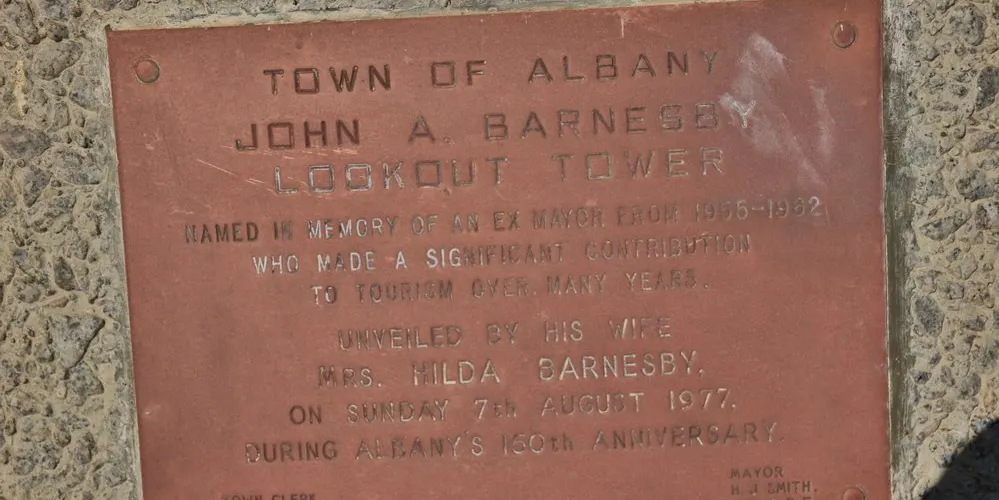 TOWN OF ALBANY
JOHN A. BARNESBY
LOOKOUT TOWER
NAMED IN MEMORY OF AN EX MAYOR FROM 1955-1962
WHO MADE A SIGNIFICANT CONTRIBUTION
TO TOURISM OVER MANY YEARS.
UNVEILED BY HIS WIFE
MRS. HILDA BARNESBY,
ON SUNDAY 7th AUGUST 1977.
DURING ALBANY'S 150th ANNIVERSARY.
MAYOR
H. J. SMITH.
TOWN CLERK